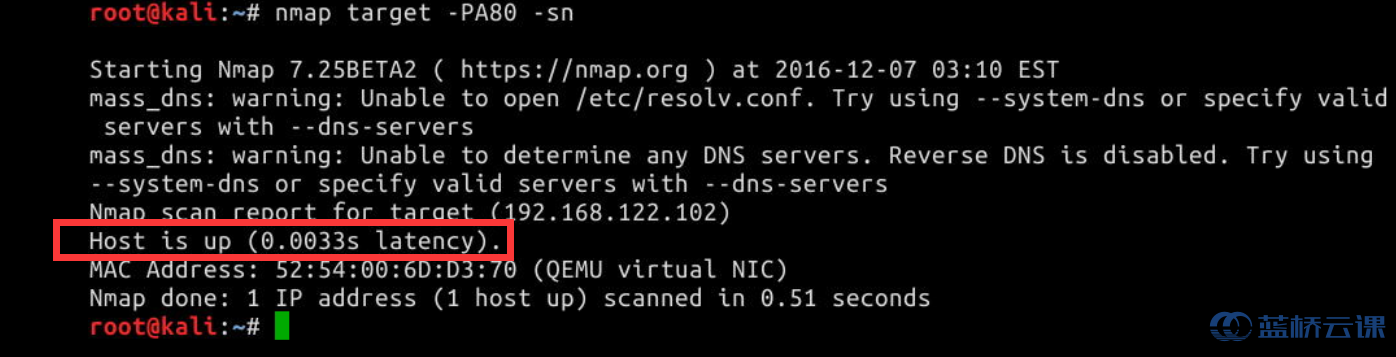 root@kali:~# nmap target -PA80 -sn
Starting Nmap 7.25BETA2 ( https://nmap.org ) at 2016-12-07 03:10 EST
mass_dns: warning: Unable to open /etc/resolv.conf. Try using --system-dns or specify valid
servers with --dns-servers
mass_dns: warning: Unable to determine any DNS servers. Reverse DNS is disabled. Try using
--system-dns or specify valid servers with --dns-servers
Nmap scan report for target (192.168.122.102)
Host is up (0.0033s latency).
MAC Address: 52:54:00:6D:D3:70 (QEMU virtual NIC)
Nmap done: 1 IP address (1 host up) scanned in 0.51 seconds
root@kali:~#
蓝桥云课